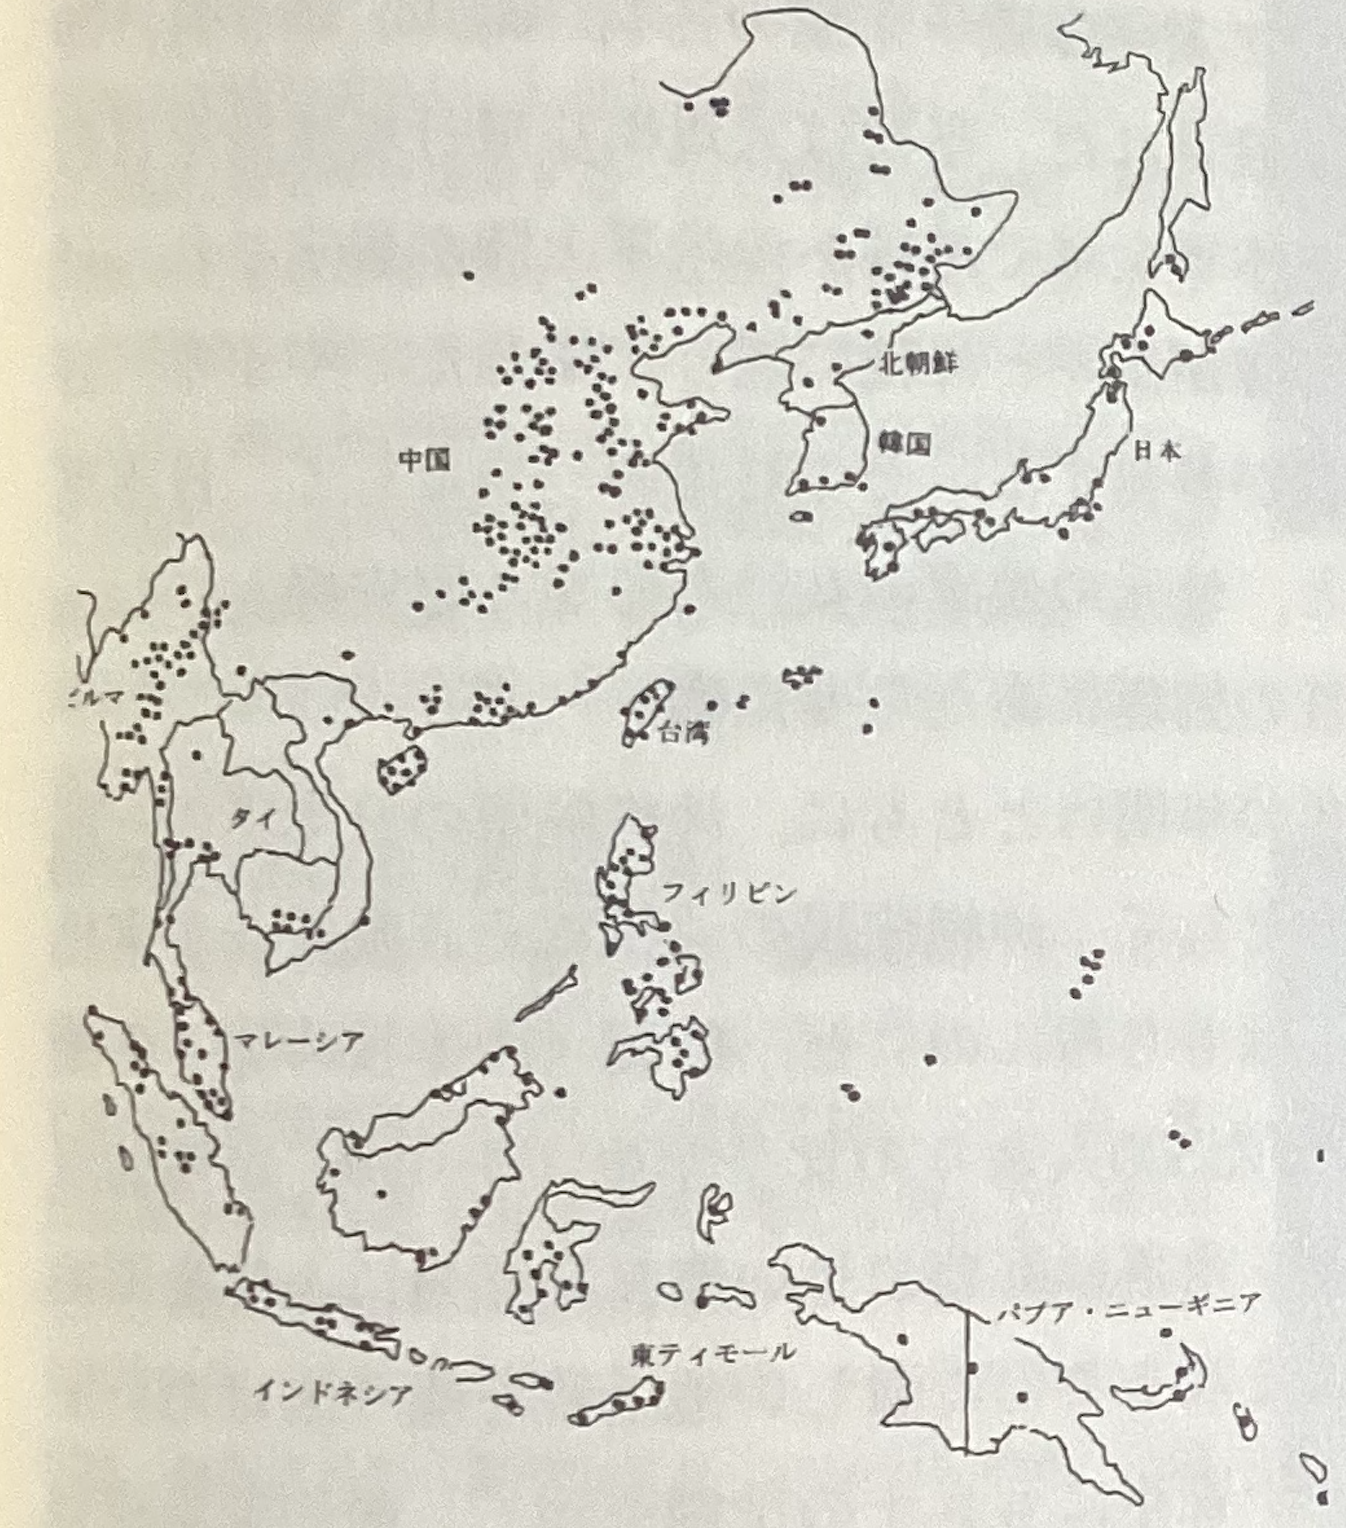 北朝鮮
韓国
日本
中国
ビルマ
台湾
タイ
フィリピン
マレーシア
パプア・ニューギニア
東ティモール
インドネシア